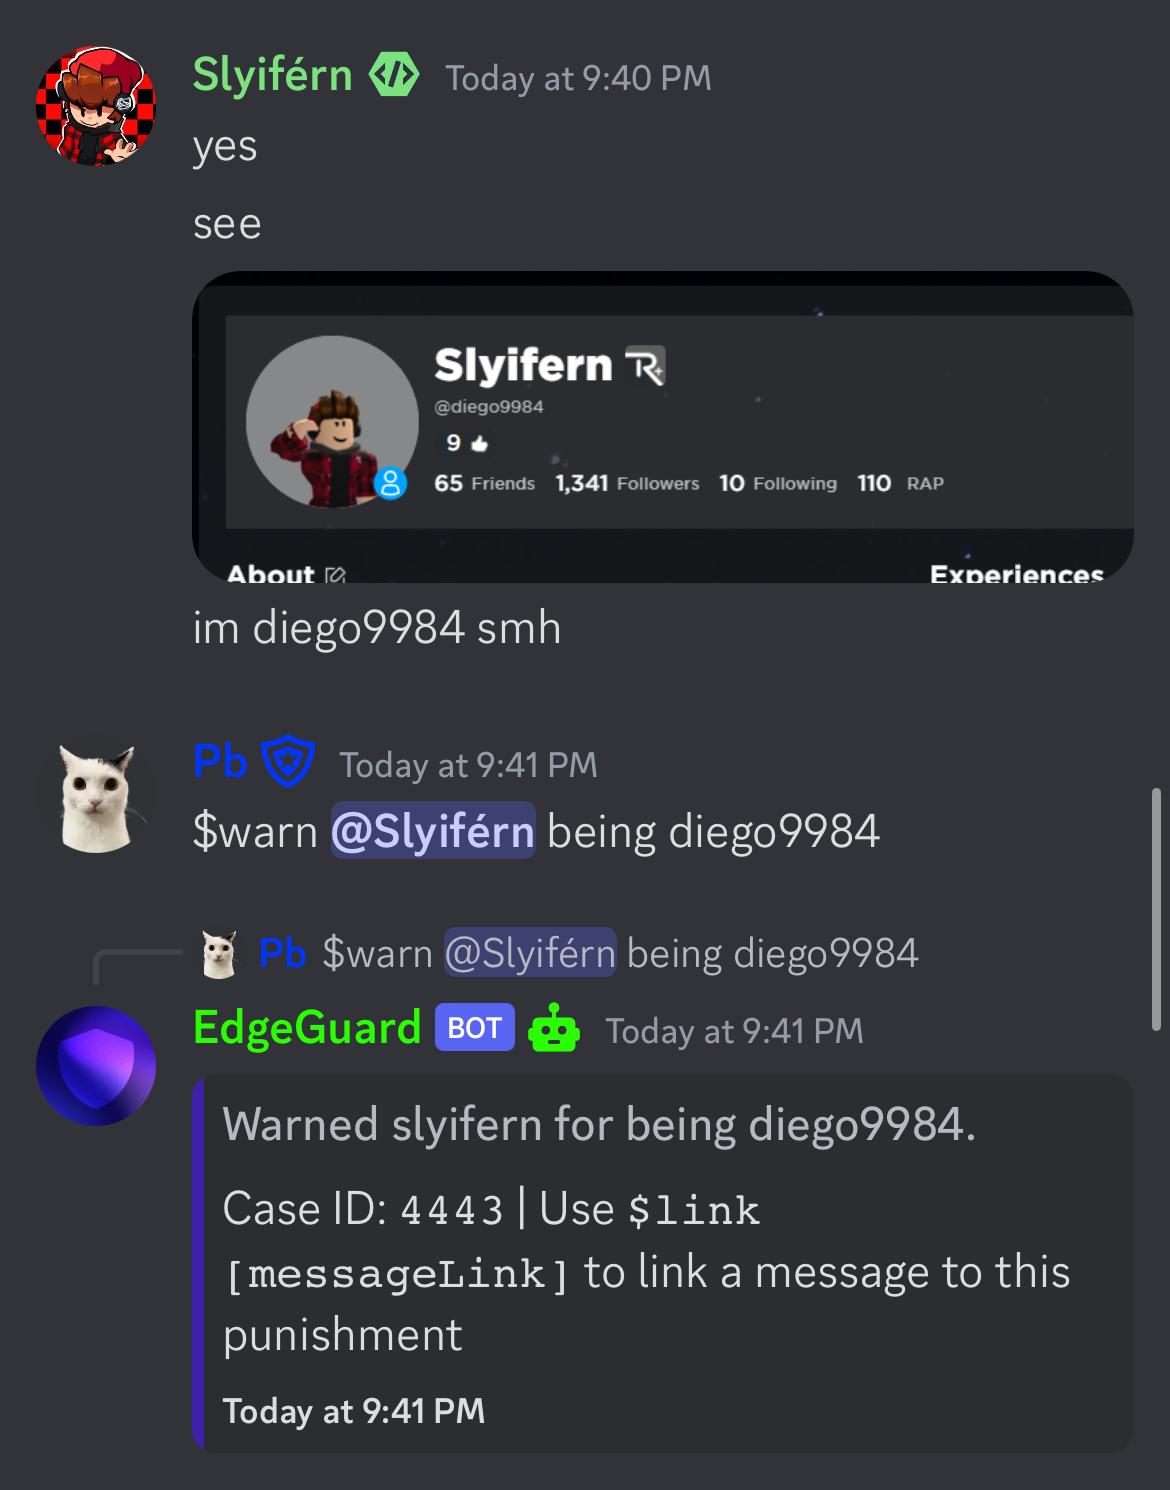 Slyiférn Today at 9:40 PM
yes
see
Slyifern
@diego9984
9
65 Friends 1,341 Followers 10 Following 110 RAP
About Experiences
im diego9984 smh
Pb Today at 9:41 PM
$warn @Slyiférn being diego9984
Pb $warn @Slyiférn being diego9984
EdgeGuard BOT Today at 9:41 PM
Warned slyifern for being diego9984.
Case ID: 4443 | Use $link
[messageLink] to link a message to this
punishment
Today at 9:41 PM